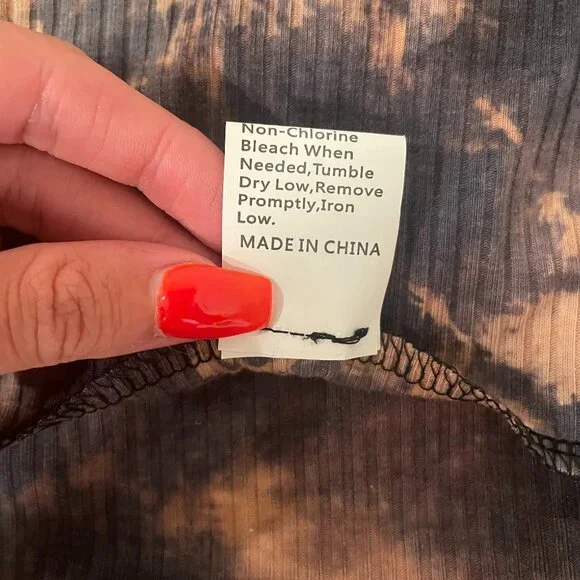 Non-Chlorine
Bleach When
Needed,Tumble
Dry Low,Remove
Promptly,Iron
Low.
MADE IN CHINA